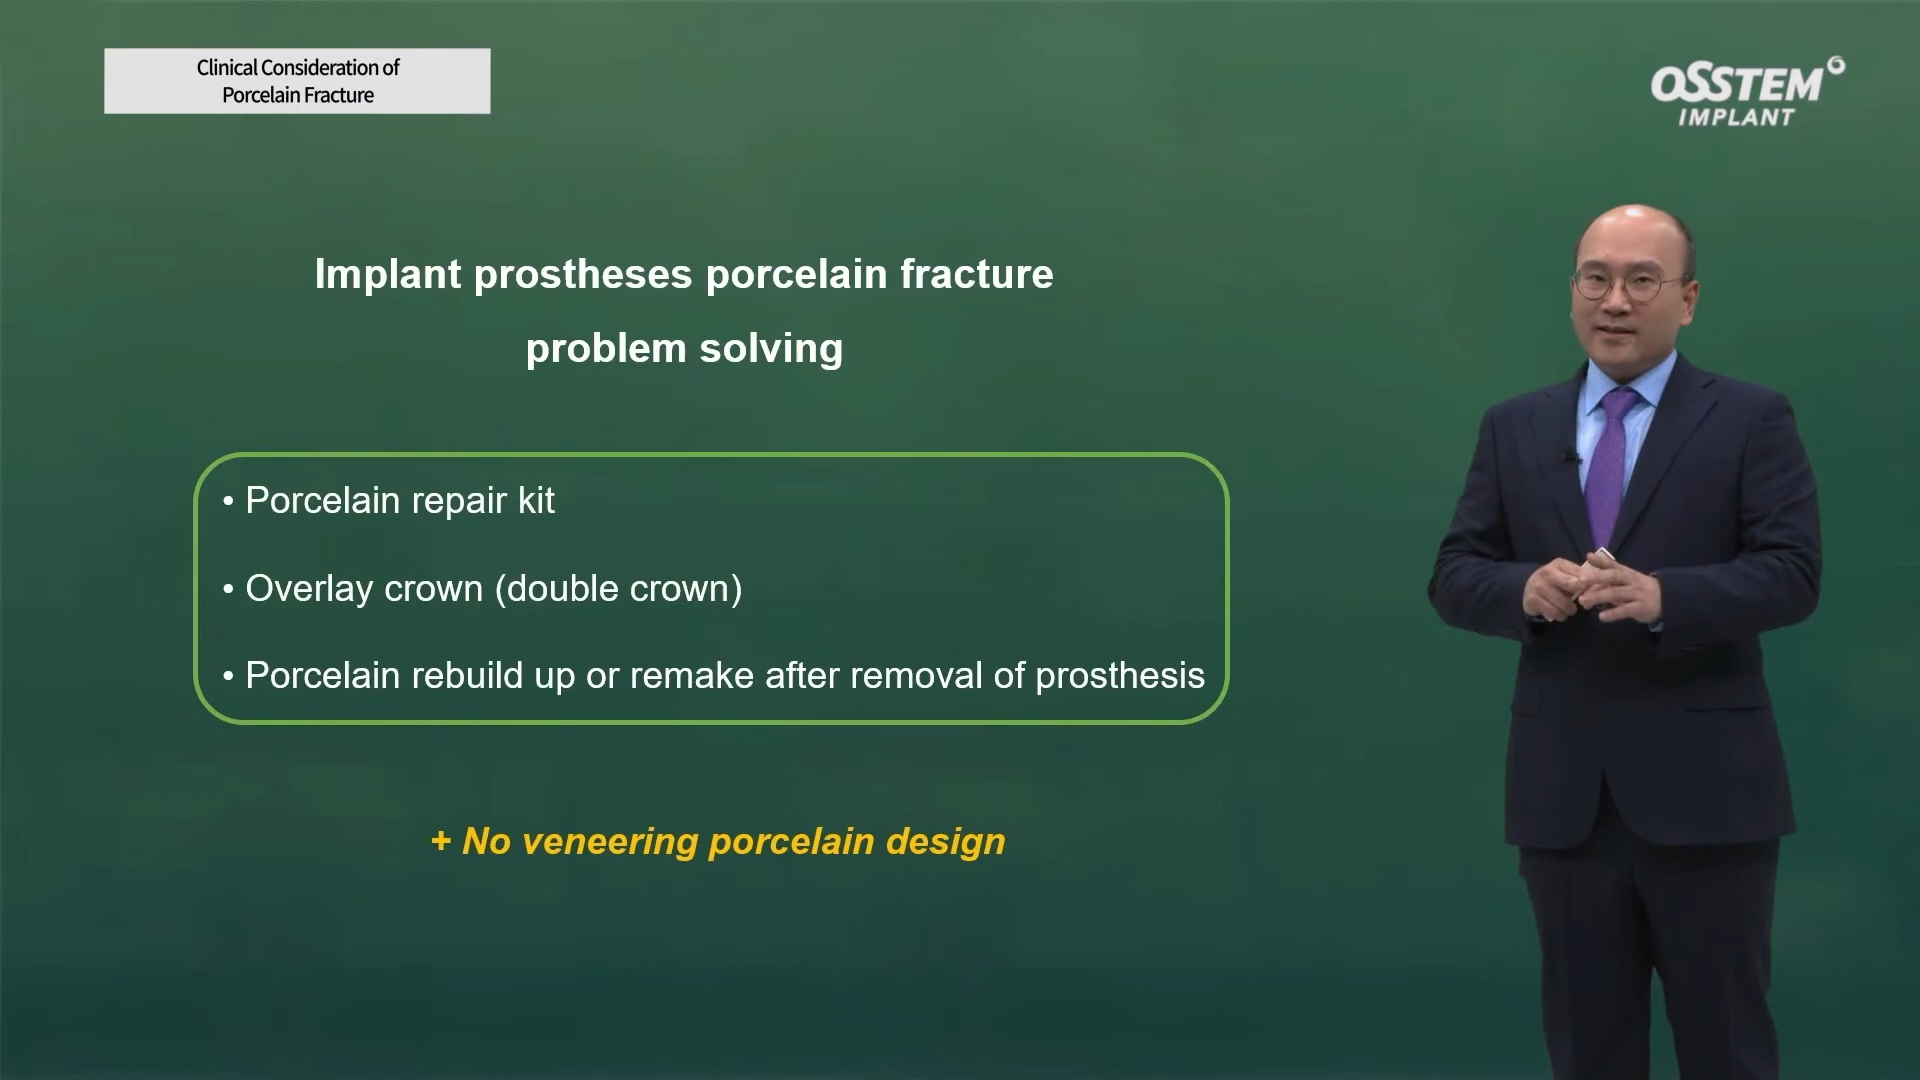 Clinical Consideration of
Porcelain Fracture
OSSTEM
IMPLANT
Implant prostheses porcelain fracture
problem solving
• Porcelain repair kit
• Overlay crown (double crown)
• Porcelain rebuild up or remake after removal of prosthesis
+ No veneering porcelain design